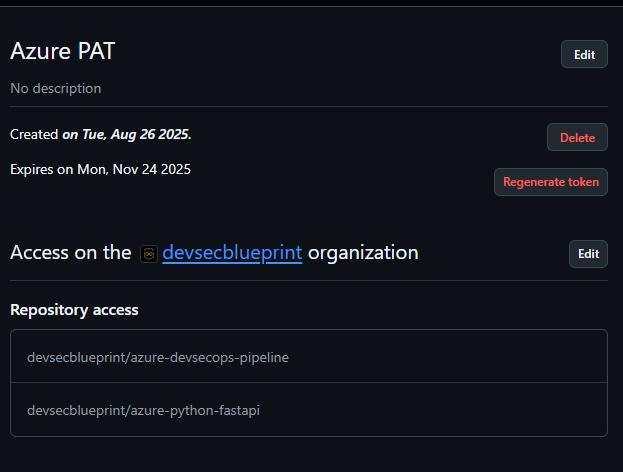 Azure PAT
Edit
No description
Created on Tue, Aug 26 2025.
Delete
Expires on Mon, Nov 24 2025
Regenerate token
Access on the devsecblueprint organization
Edit
Repository access
devsecblueprint/azure-devsecops-pipeline
devsecblueprint/azure-python-fastapi